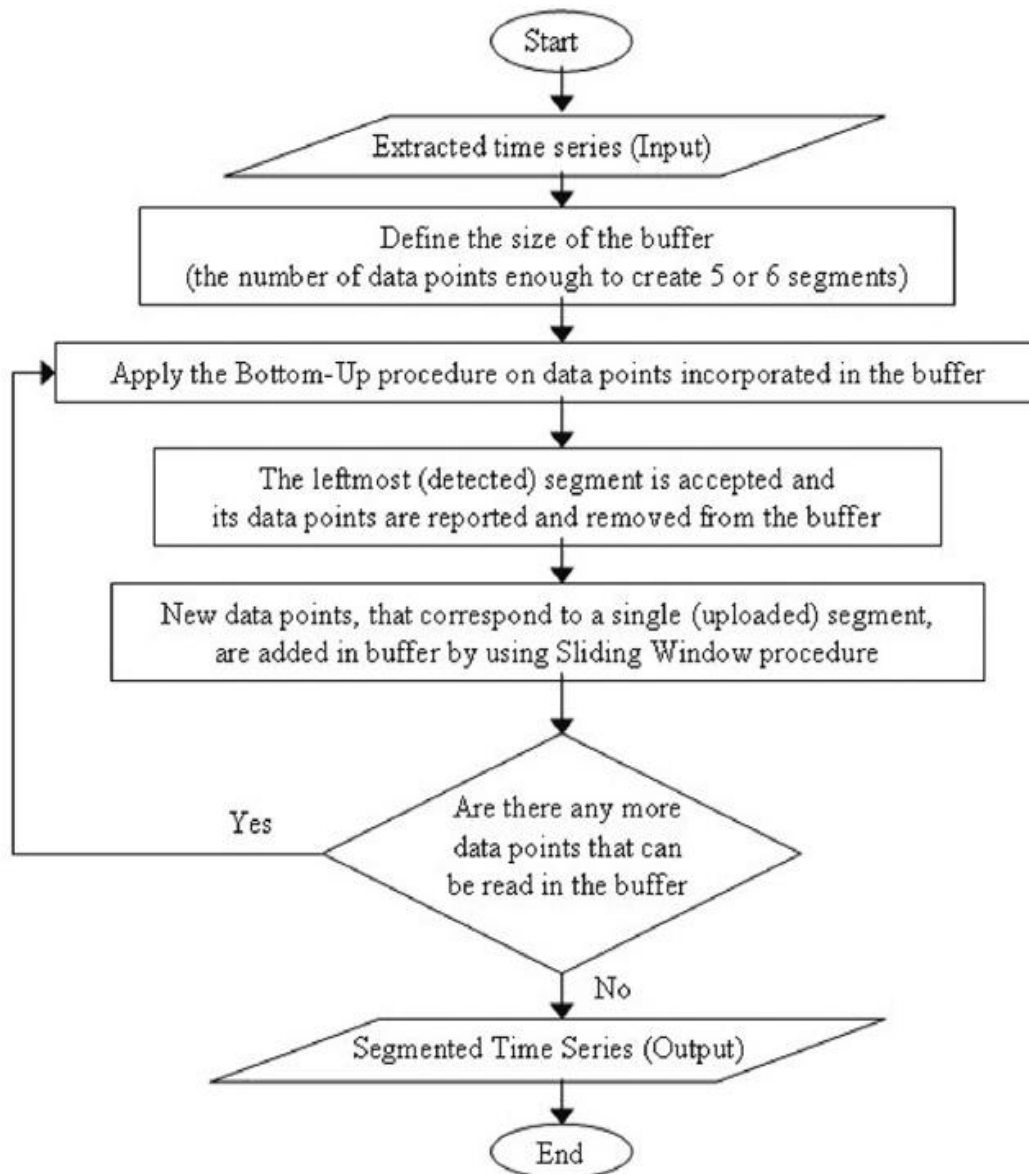 Start
Extracted time series (Input)
Define the size of the buffer
(the number of data points enough to create 5 or 6 segments)
Apply the Bottom-Up procedure on data points incorporated in the buffer
The leftmost (detected) segment is accepted and
its data points are reported and removed from the buffer
New data points, that correspond to a single (uploaded) segment,
are added in buffer by using Sliding Window procedure
Yes
Are there any more
data points that can
be read in the buffer
No
Segmented Time Series (Output)
End